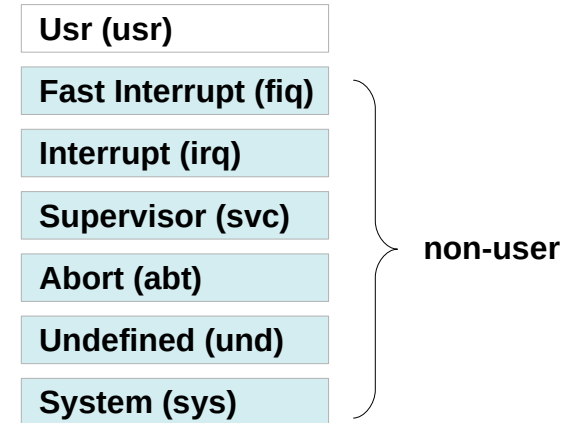 Usr (usr)
Fast Interrupt (fiq)
Interrupt (irq)
Supervisor (svc)
Abort (abt)
Undefined (und)
System (sys)
non-user